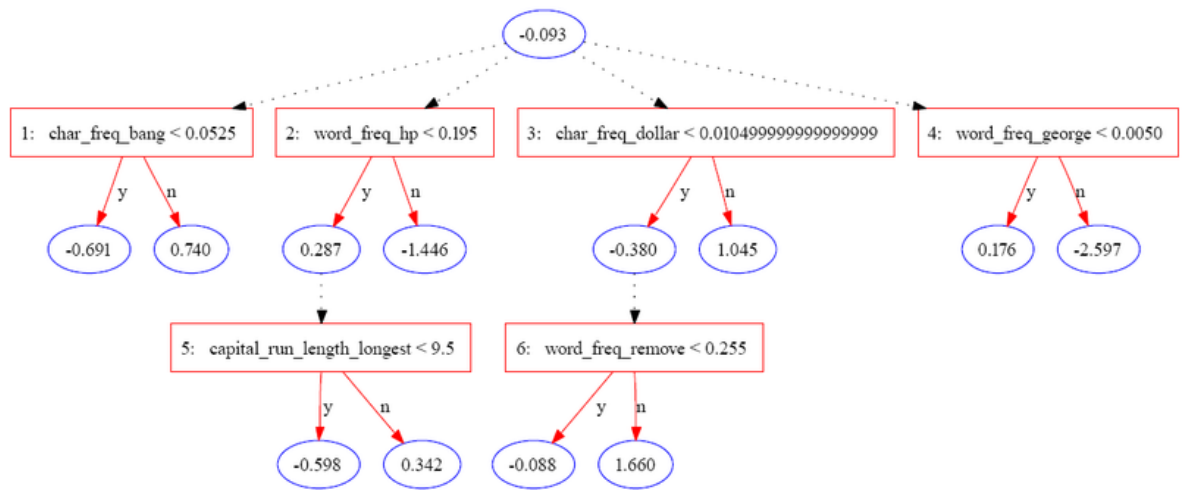 -0.093
1: char_freq_bang < 0.0525
2: word_freq_hp < 0.195
3: char_freq_dollar < 0.010499999999999999
4: word_freq_george < 0.0050
y n y n y n y n
-0.691 0.740 0.287 -1.446 -0.380 1.045 0.176 -2.597
5: capital_run_length_longest < 9.5
6: word_freq_remove < 0.255
y n y n
-0.598 0.342 -0.088 1.660